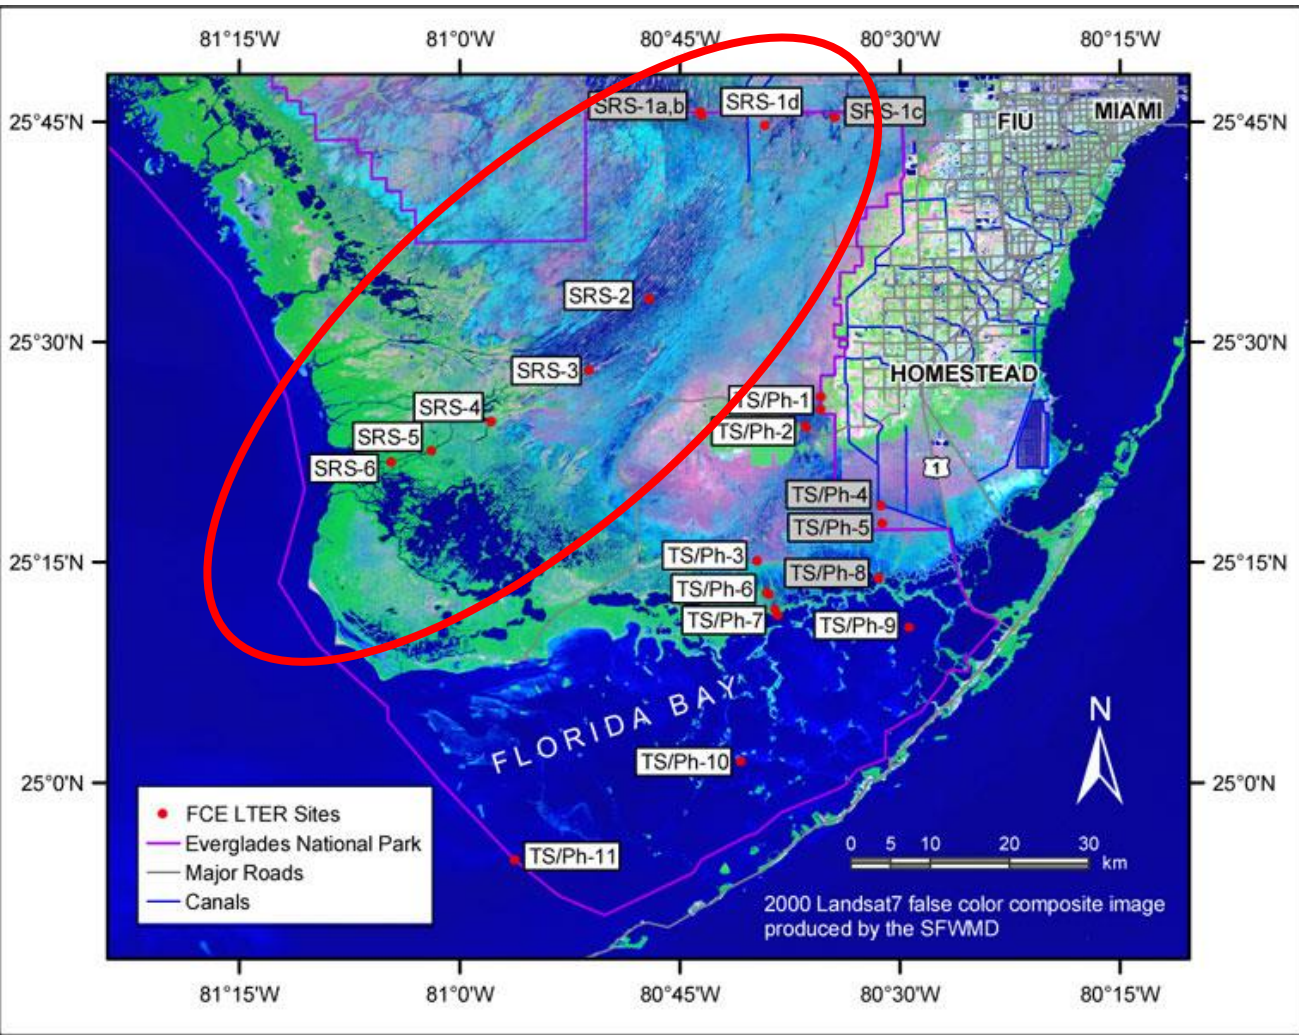 81°15'W 81°0'W 80°45'W 80°30'W 80°15'W
25°45'N
SRS-1a,b
SRS-1d
SRS-1c
FIU
MIAMI
25°45'N
SRS-2
25°30'N
25°30'N
SRS-3
HOMESTEAD
SRS-4
TS/Ph-1
TS/Ph-2
SRS-5
SRS-6
1
TS/Ph-4
TS/Ph-5
25°15'N
TS/Ph-3
TS/Ph-8
25°15'N
TS/Ph-6
TS/Ph-7
TS/Ph-9
FLORIDA BAY
N
TS/Ph-10
25°0'N
25°0'N
FCE LTER Sites
Everglades National Park
Major Roads
Canals
TS/Ph-11
0 5 10 20 30
km
2000 Landsat7 false color composite image
produced by the SFWMD
81°15'W 81°0'W 80°45'W 80°30'W 80°15'W